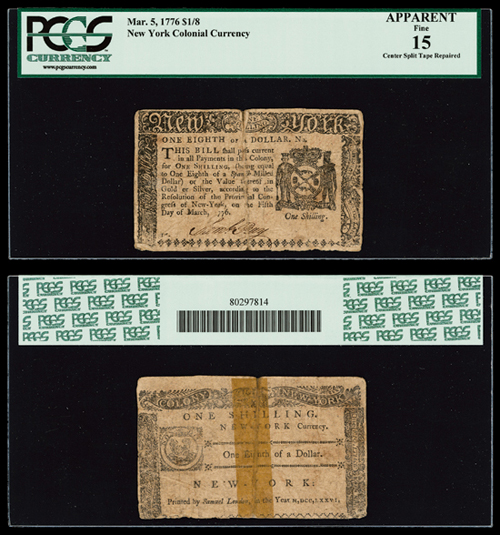 PCGS
CURRENCY
www.pcgscurrency.com
Mar. 5, 1776 $1/8
New York Colonial Currency
APPARENT
Fine
15
Center Split Tape Repaired
New York
ONE EIGHTH of a DOLLAR. No.
THIS BILL shall pass current
in all Payments in this Colony,
for ONE SHILLING, (being equal
to One Eighth of a Spanish Milled
Dollar) or the Value thereof in
Gold or Silver, according to the
Resolution of the Provincial Con-
gress of New-York, on the Fifth
Day of March, 1776.
One Shilling.
PCGS
80297814
COLONY NEW-YORK
ONE SHILLING.
NEW-YORK Currency.
One Eighth of a Dollar.
NEW-YORK:
Printed by Samuel Loudon, in the Year M,DCC,LXXVI.